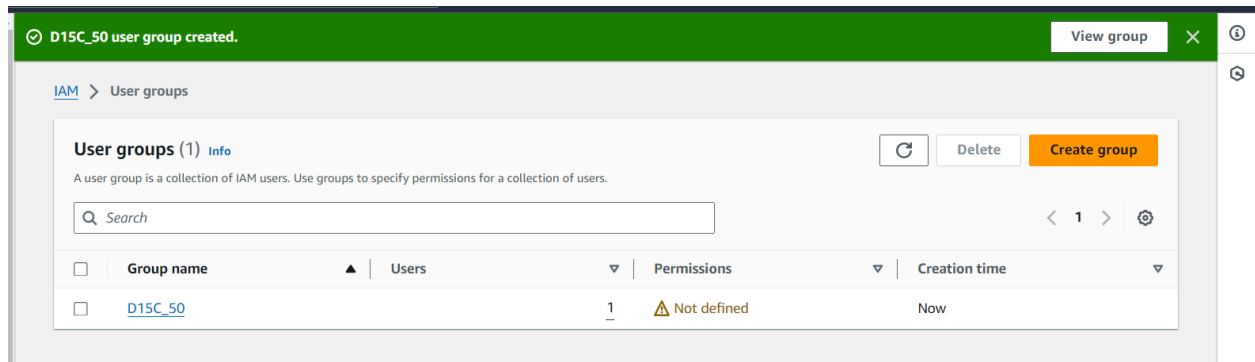 D15C_50 user group created.
View group
IAM > User groups
User groups (1) Info
Delete
Create group
A user group is a collection of IAM users. Use groups to specify permissions for a collection of users.
Search
1
Group name
Users
Permissions
Creation time
D15C_50
1
Not defined
Now